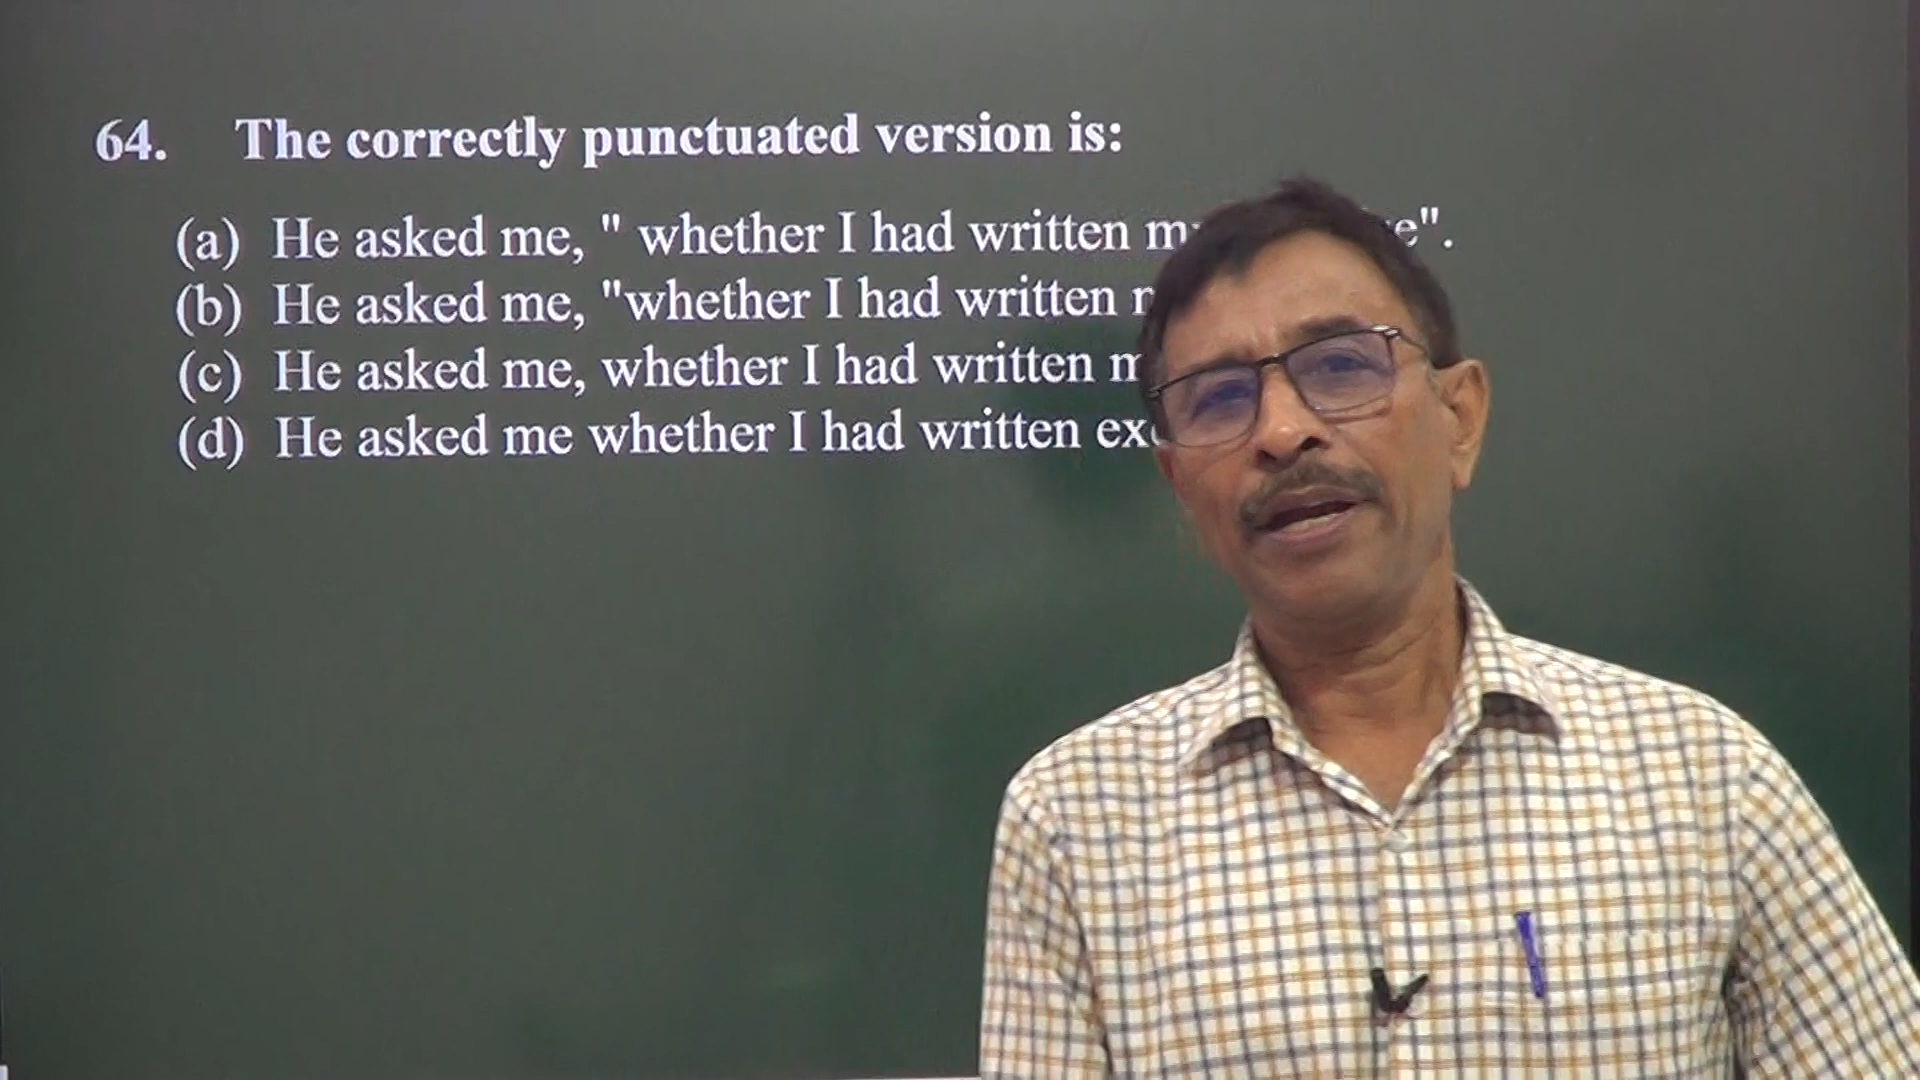 64. The correctly punctuated version is:
(a) He asked me, " whether I had written
(b) He asked me, "whether I had written
(c) He asked me, whether I had written
(d) He asked me whether I had written